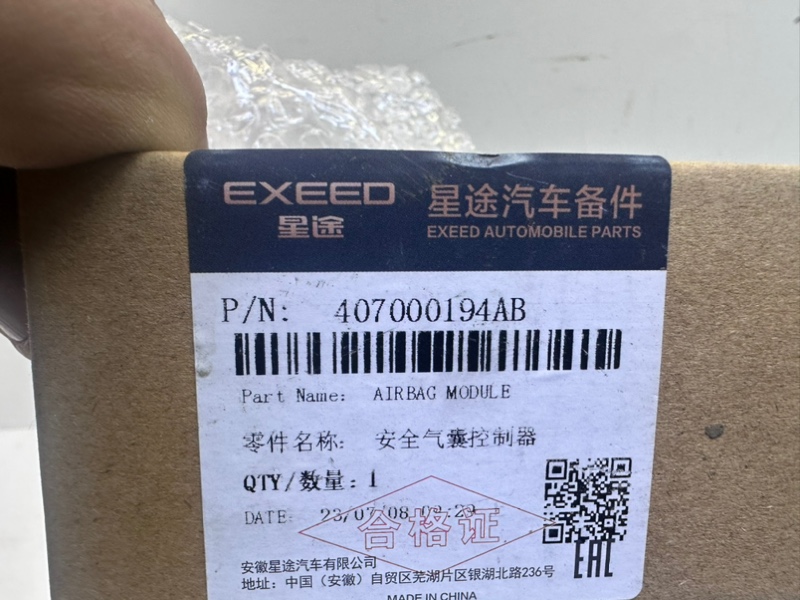 EXEED 星途汽车备件
星途 EXEED AUTOMOBILE PARTS
P/N: 407000194AB
Part Name: AIRBAG MODULE
零件名称: 安全气囊控制器
QTY/数量: 1
DATE: 23/07/08
合格证
EAC
安徽星途汽车有限公司
地址: 中国（安徽）自贸区芜湖片区银湖北路236号
MADE IN CHINA